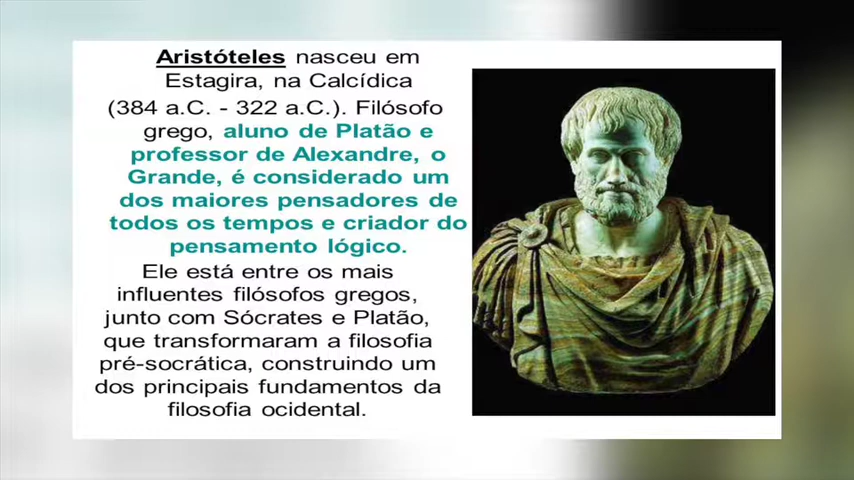 Aristóteles nasceu em
Estagira, na Calcídica
(384 a.C. - 322 a.C.). Filósofo
grego, aluno de Platão e
professor de Alexandre, o
Grande, é considerado um
dos maiores pensadores de
todos os tempos e criador do
pensamento lógico.
Ele está entre os mais
influentes filósofos gregos,
junto com Sócrates e Platão,
que transformaram a filosofia
pré-socrática, construindo um
dos principais fundamentos da
filosofia ocidental.